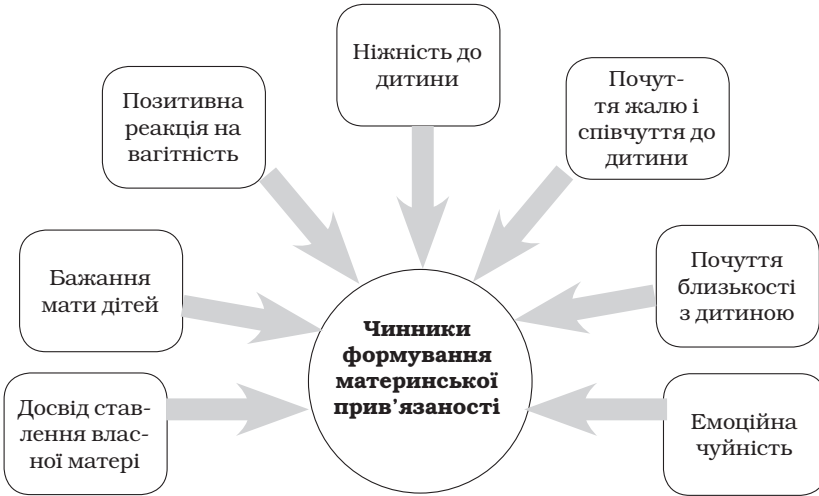 Ніжність до
дитини
Позитивна
реакція на
вагітність
Почут-
тя жалю і
співчуття до
дитини
Бажання
мати дітей
Почуття
близькості
з дитиною
Чинники
формування
материнської
прив’язаності
Досвід став-
лення влас-
ної матері
Емоційна
чуйність